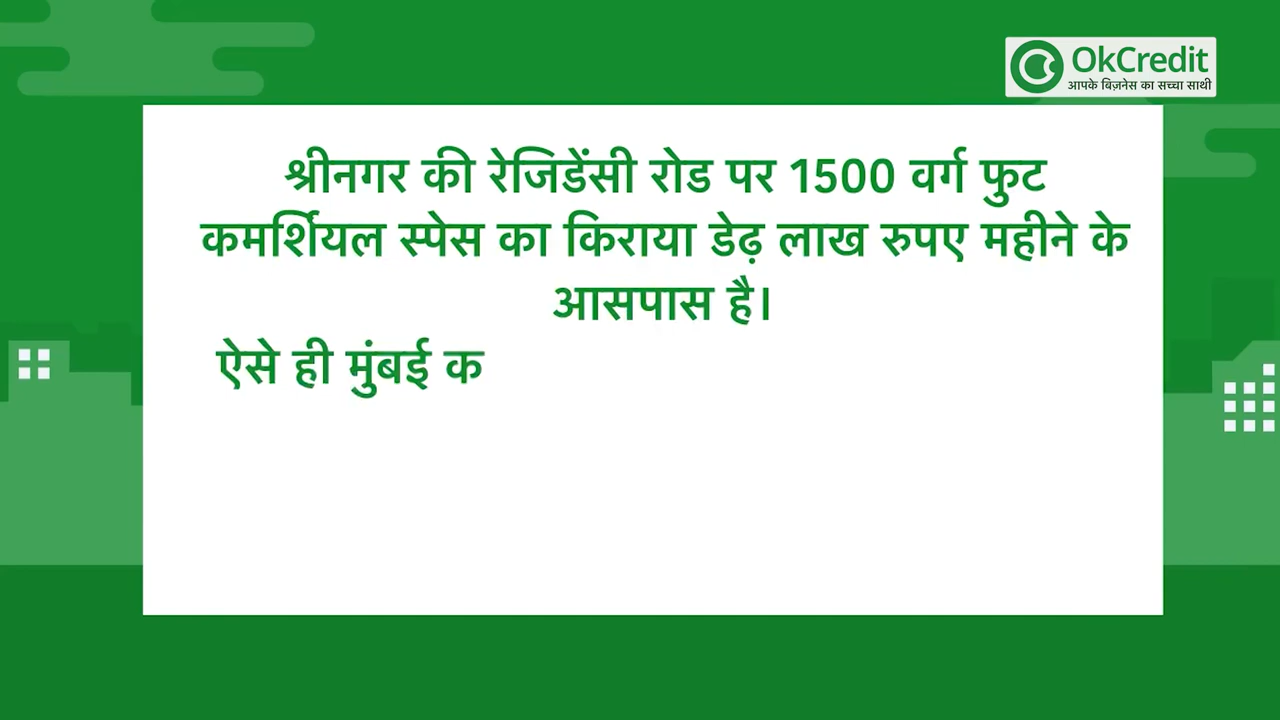 OkCredit
आपके बिज़नेस का सच्चा साथी
श्रीनगर की रेजिडेंसी रोड पर 1500 वर्ग फुट
कमर्शियल स्पेस का किराया डेढ़ लाख रुपए महीने के
आसपास है।
ऐसे ही मुंबई क